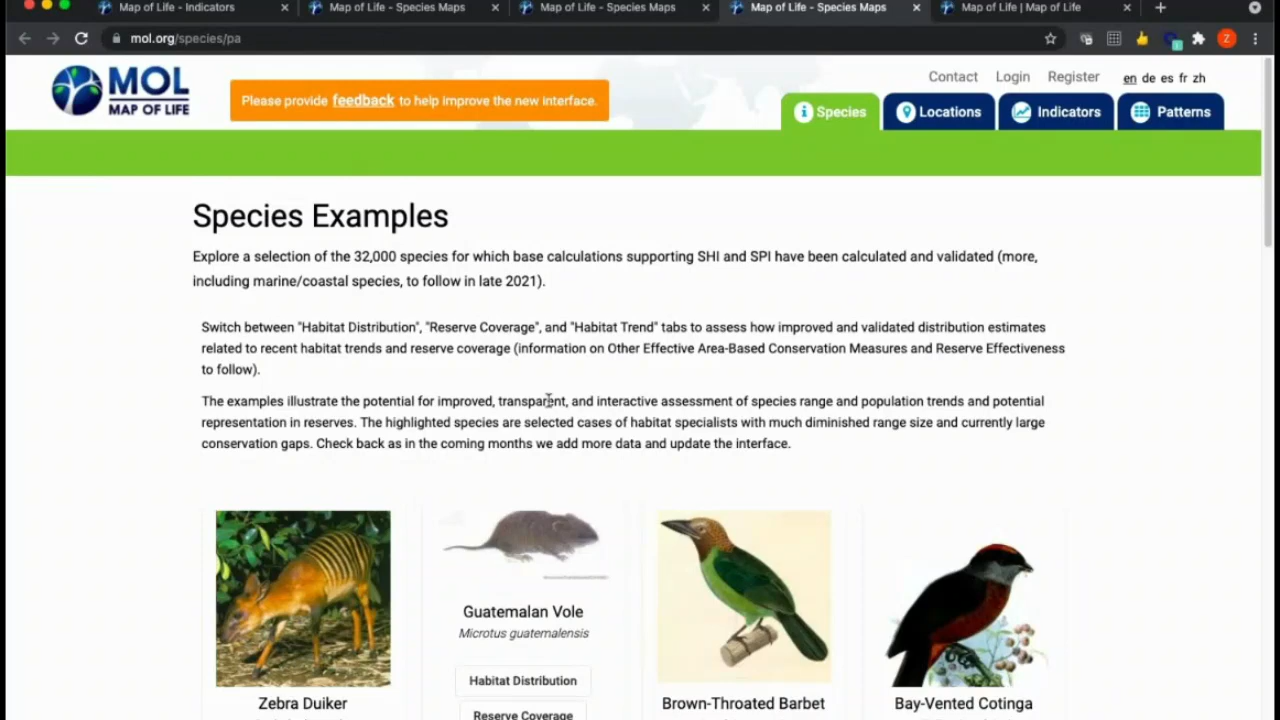 Map of Life - Indicators
Map of Life - Species Maps
Map of Life - Species Maps
Map of Life - Species Maps
Map of Life | Map of Life
mol.org/species/pa
Z
MOL
MAP OF LIFE
Please provide feedback to help improve the new interface.
Contact Login Register en de es fr zh
Species Locations Indicators Patterns
Species Examples
Explore a selection of the 32,000 species for which base calculations supporting SHI and SPI have been calculated and validated (more,
including marine/coastal species, to follow in late 2021).
Switch between "Habitat Distribution", "Reserve Coverage", and "Habitat Trend" tabs to assess how improved and validated distribution estimates
related to recent habitat trends and reserve coverage (information on Other Effective Area-Based Conservation Measures and Reserve Effectiveness
to follow).
The examples illustrate the potential for improved, transparent, and interactive assessment of species range and population trends and potential
representation in reserves. The highlighted species are selected cases of habitat specialists with much diminished range size and currently large
conservation gaps. Check back as in the coming months we add more data and update the interface.
Zebra Duiker
Guatemalan Vole
Microtus guatemalensis
Habitat Distribution
Reserve Coverage
Brown-Throated Barbet
Bay-Vented Cotinga